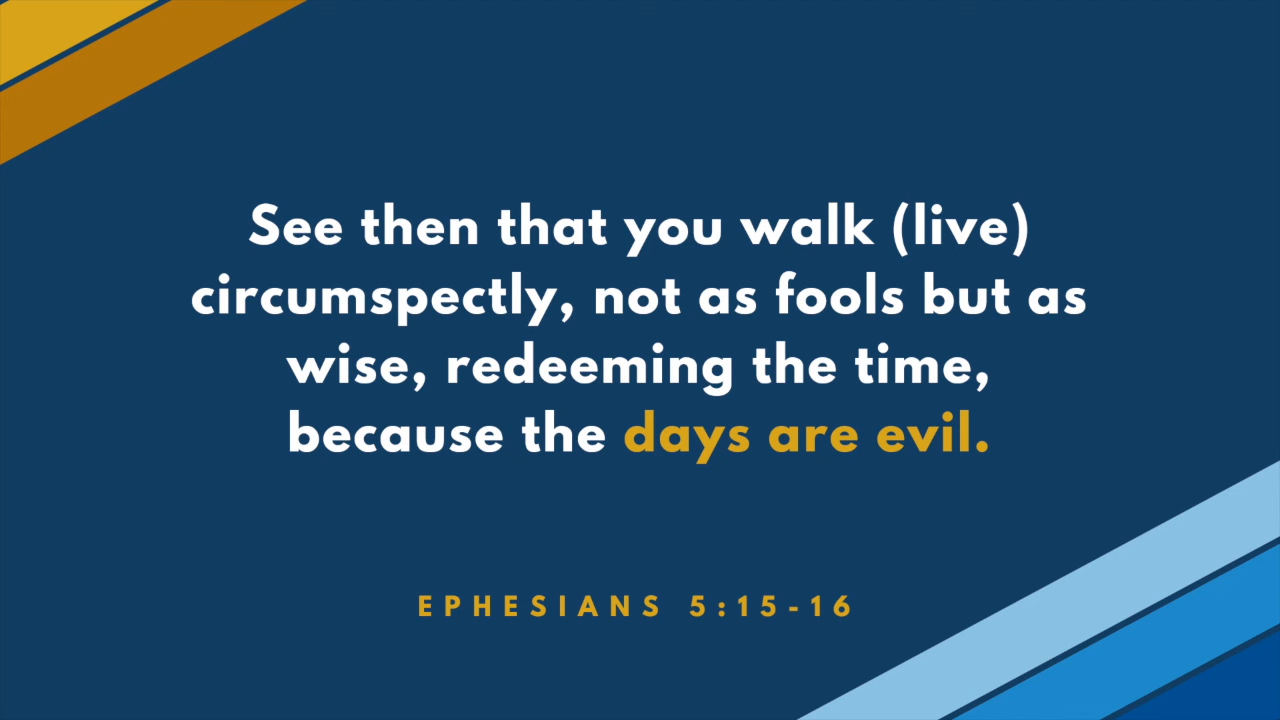 See then that you walk (live)
circumspectly, not as fools but as
wise, redeeming the time,
because the days are evil.
EPHESIANS 5:15-16